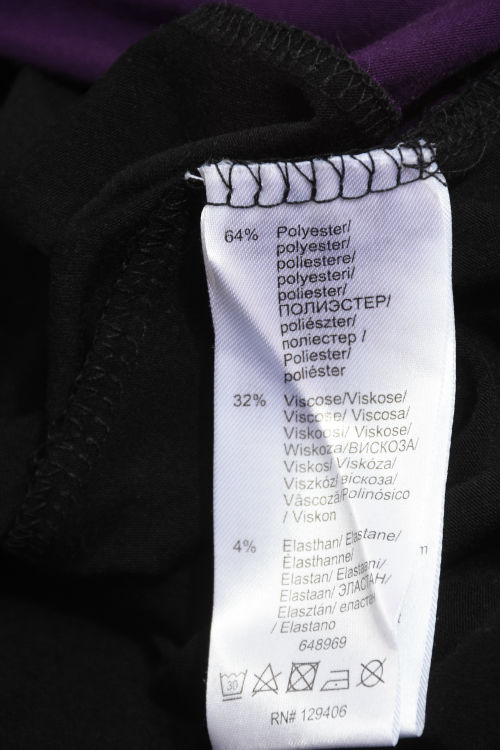 64% Polyester/
polyester/
poliestere/
polyesteri/
poliester/
ПОЛИЭСТЕР/
poliészter/
полієстер /
Poliester/
poliéster
32% Viscose/Viskose/
Viscose/ Viscosa/
Viskoosi/ Viskose/
Wiskoza/ВИСКОЗА/
Viskos/ Viskóza/
Viszkóz/ віскоза/
Vâscoză/Polinósico
/ Viskon
4% Elasthan/ Elastane/
Élasthanne/
Elastan/ Elastaani/
Elastaan/ ЭЛАСТАН/
Elasztán/ еластан
/ Elastano
648969
30
RN# 129406